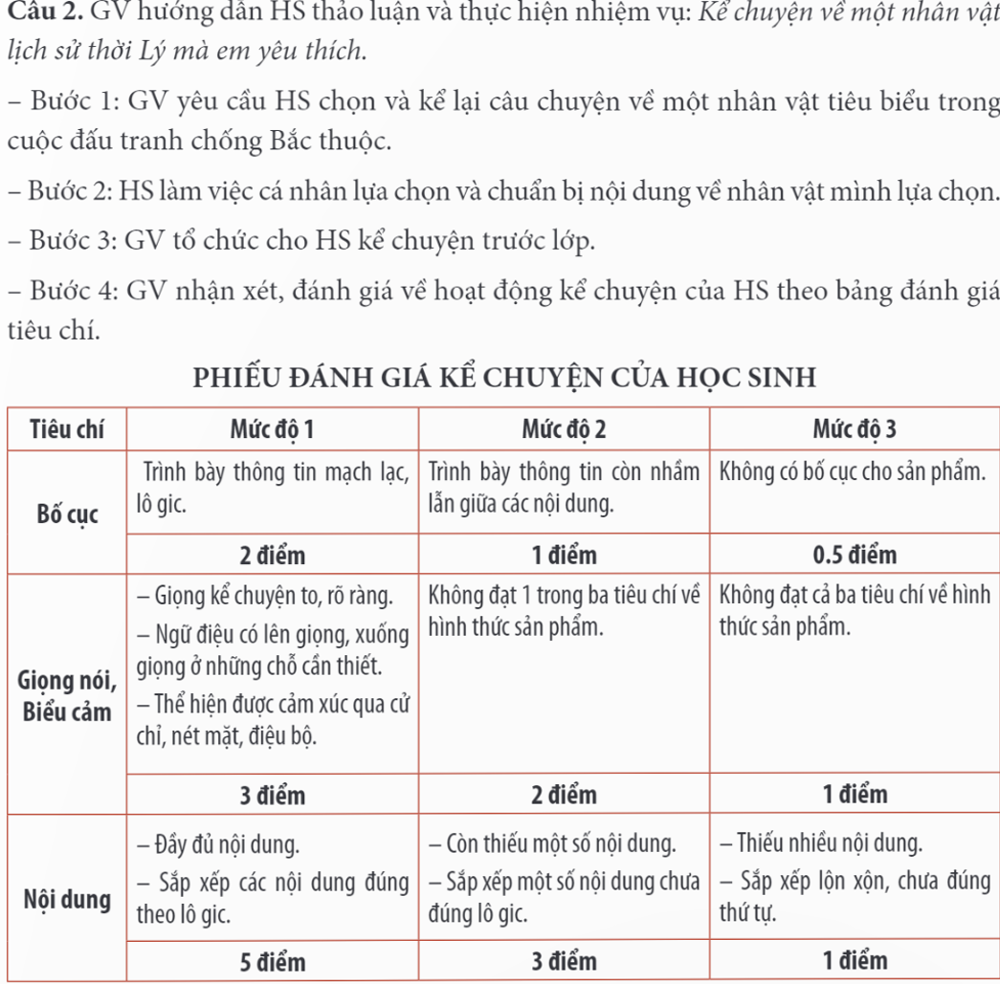 Câu 2. GV hướng dẫn HS thảo luận và thực hiện nhiệm vụ: Kể chuyện về một nhân vật
lịch sử thời Lý mà em yêu thích.
– Bước 1: GV yêu cầu HS chọn và kể lại câu chuyện về một nhân vật tiêu biểu trong
cuộc đấu tranh chống Bắc thuộc.
– Bước 2: HS làm việc cá nhân lựa chọn và chuẩn bị nội dung về nhân vật mình lựa chọn.
– Bước 3: GV tổ chức cho HS kể chuyện trước lớp.
– Bước 4: GV nhận xét, đánh giá về hoạt động kể chuyện của HS theo bảng đánh giá
tiêu chí.
PHIẾU ĐÁNH GIÁ KỂ CHUYỆN CỦA HỌC SINH
Tiêu chí
Mức độ 1
Mức độ 2
Mức độ 3
Bố cục
Trình bày thông tin mạch lạc,
lô gic.
Trình bày thông tin còn nhầm
lẫn giữa các nội dung.
Không có bố cục cho sản phẩm.
2 điểm
1 điểm
0.5 điểm
Giọng nói,
Biểu cảm
– Giọng kể chuyện to, rõ ràng.
– Ngữ điệu có lên giọng, xuống
giọng ở những chỗ cần thiết.
– Thể hiện được cảm xúc qua cử
chỉ, nét mặt, điệu bộ.
Không đạt 1 trong ba tiêu chí về
hình thức sản phẩm.
Không đạt cả ba tiêu chí về hình
thức sản phẩm.
3 điểm
2 điểm
1 điểm
Nội dung
– Đầy đủ nội dung.
– Sắp xếp các nội dung đúng
theo lô gic.
– Còn thiếu một số nội dung.
– Sắp xếp một số nội dung chưa
đúng lô gic.
– Thiếu nhiều nội dung.
– Sắp xếp lộn xộn, chưa đúng
thứ tự.
5 điểm
3 điểm
1 điểm